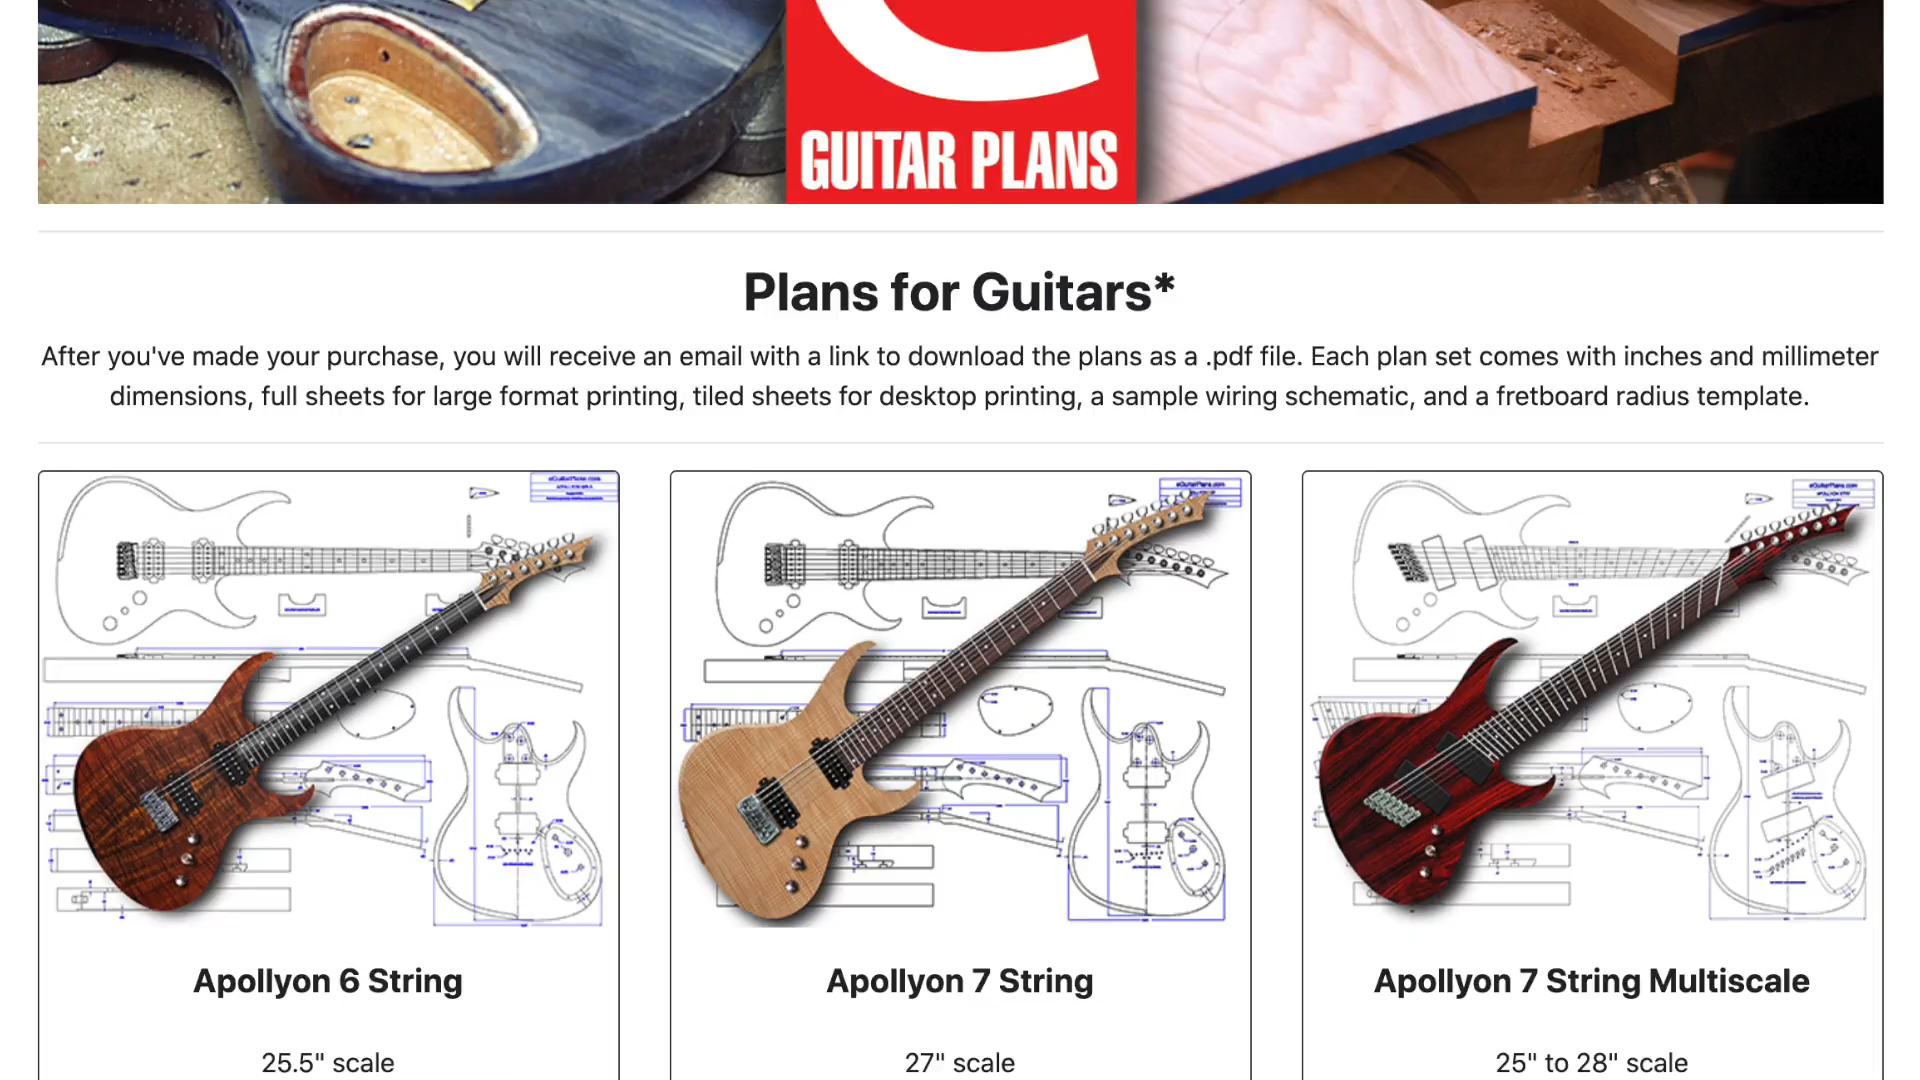 GUITAR PLANS
Plans for Guitars*
After you've made your purchase, you will receive an email with a link to download the plans as a .pdf file. Each plan set comes with inches and millimeter
dimensions, full sheets for large format printing, tiled sheets for desktop printing, a sample wiring schematic, and a fretboard radius template.
Apollyon 6 String
Apollyon 7 String
Apollyon 7 String Multiscale
25.5" scale
27" scale
25" to 28" scale